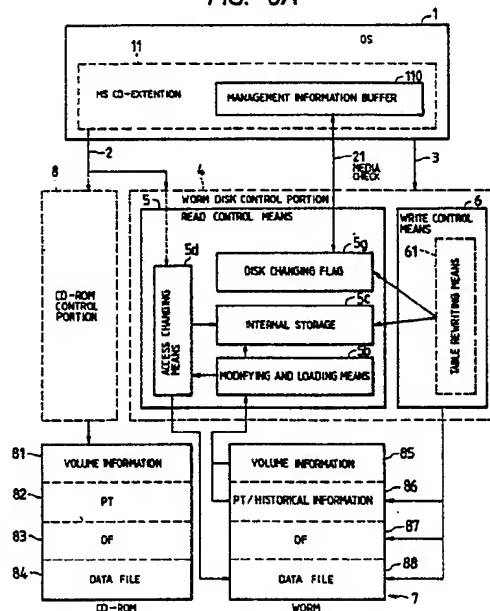 FIG. 6A
1
OS
11
110
MS CD-EXTENTION
MANAGEMENT INFORMATION BUFFER
2
21
MEDIA
CHECK
3
8
4
WORM DISK CONTROL PORTION
5
READ CONTROL MEANS
6
WRITE CONTROL
MEANS
61
5d
5g
DISK CHANGING FLAG
5c
INTERNAL STORAGE
5b
MODIFYING AND LOADING MEANS
ACCESS CHANGING
MEANS
TABLE REWRITING MEANS
CD-ROM
CONTROL
PORTION
81
VOLUME INFORMATION
VOLUME INFORMATION
85
82
PT
PT/HISTORICAL INFORMATION
86
83
DF
DF
87
84
DATA FILE
DATA FILE
88
CD-ROM
WORM
7